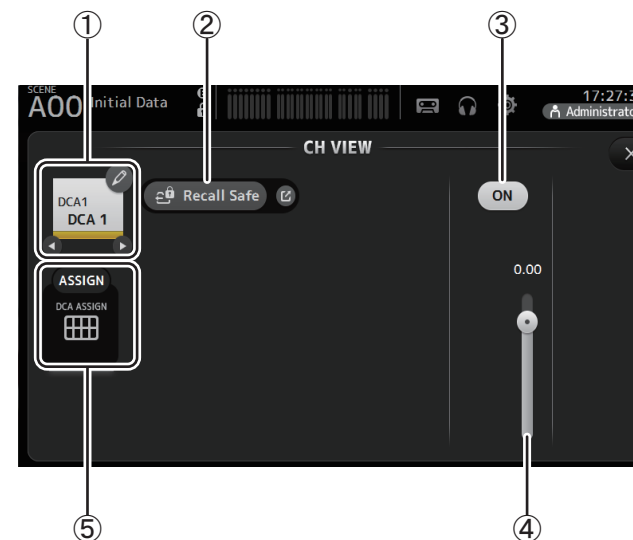 ① ② ③
SCENE
A00 Initial Data
17:27:3
Administrato
CH VIEW
DCA1
DCA 1
Recall Safe
ON
ASSIGN
DCA ASSIGN
0.00
⑤ ④